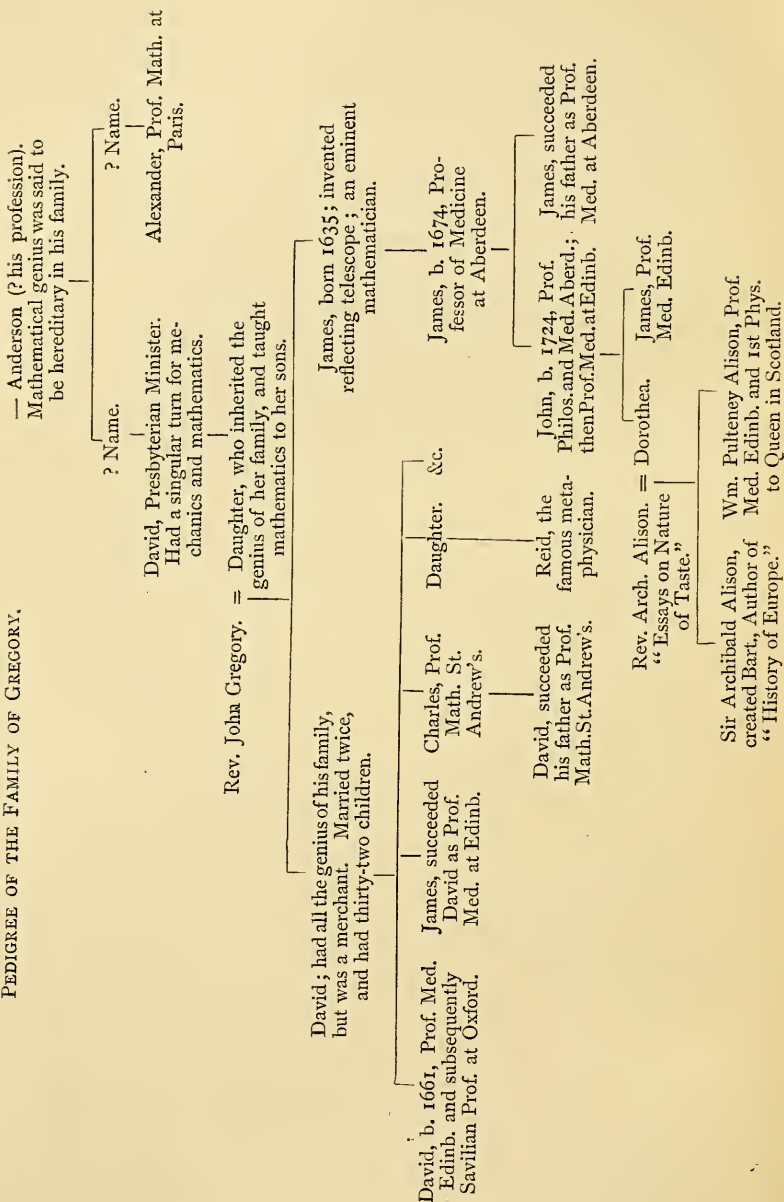 PEDIGREE OF THE FAMILY OF GREGORY.
— Anderson (? his profession).
Mathematical genius was said to
be hereditary in his family.
? Name.
? Name.
David, Presbyterian Minister.
Had a singular turn for me-
chanics and mathematics.
Alexander, Prof. Math. at
Paris.
Rev. John Gregory. = Daughter, who inherited the
genius of her family, and taught
mathematics to her sons.
David; had all the genius of his family,
but was a merchant. Married twice,
and had thirty-two children.
James, born 1635; invented
reflecting telescope; an eminent
mathematician.
David, b. 1661, Prof. Med.
Edinb. and subsequently
Savilian Prof. at Oxford.
James, succeeded
David as Prof.
Med. at Edinb.
Charles, Prof.
Math. St.
Andrew's.
Daughter.
&c.
James, b. 1674, Pro-
fessor of Medicine
at Aberdeen.
David, succeeded
his father as Prof.
Math. St. Andrew's.
Reid, the
famous meta-
physician.
John, b. 1724, Prof.
Philos. and Med. Aberd.;
then Prof. Med. at Edinb.
James, succeeded
his father as Prof.
Med. at Aberdeen.
Rev. Arch. Alison. = Dorothea.
"Essays on Nature
of Taste."
James, Prof.
Med. Edinb.
Sir Archibald Alison,
created Bart, Author of
"History of Europe."
Wm. Pulteney Alison, Prof.
Med. Edinb. and 1st Phys.
to Queen in Scotland.